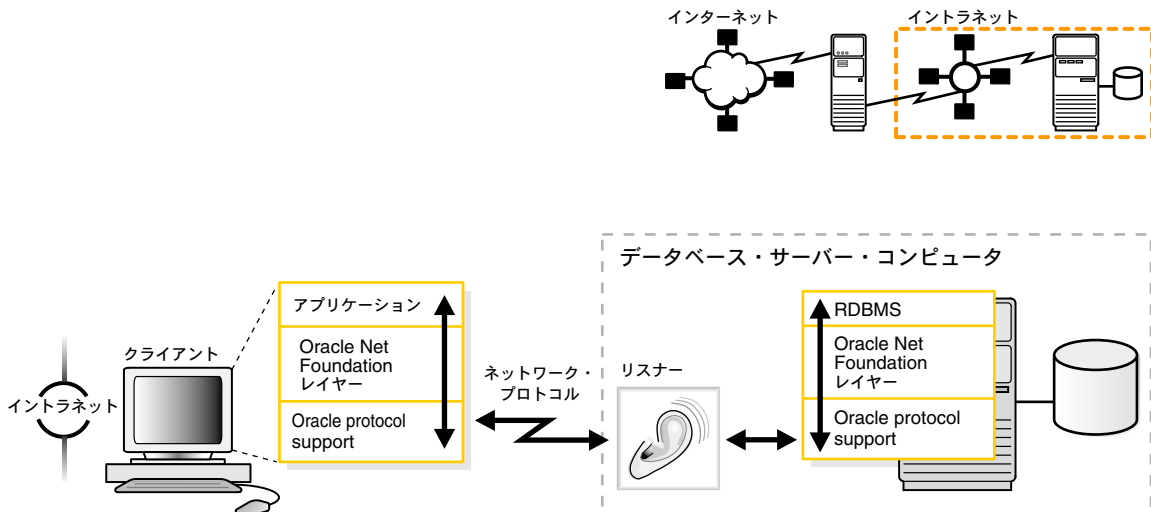 インターネット
イントラネット
データベース・サーバー・コンピュータ
アプリケーション
Oracle Net
Foundation
レイヤー
Oracle protocol
support
クライアント
イントラネット
ネットワーク・
プロトコル
リスナー
RDBMS
Oracle Net
Foundation
レイヤー
Oracle protocol
support